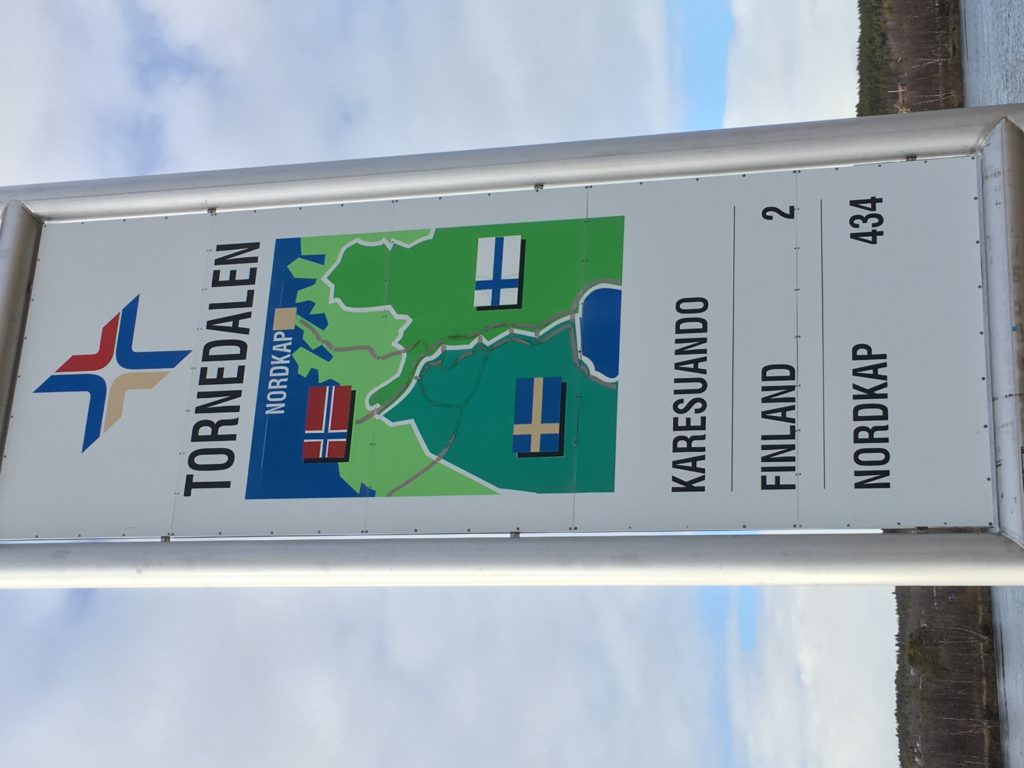 TORNEDALEN
NORDKAP
KARESUANDO
FINLAND 2
NORDKAP 434